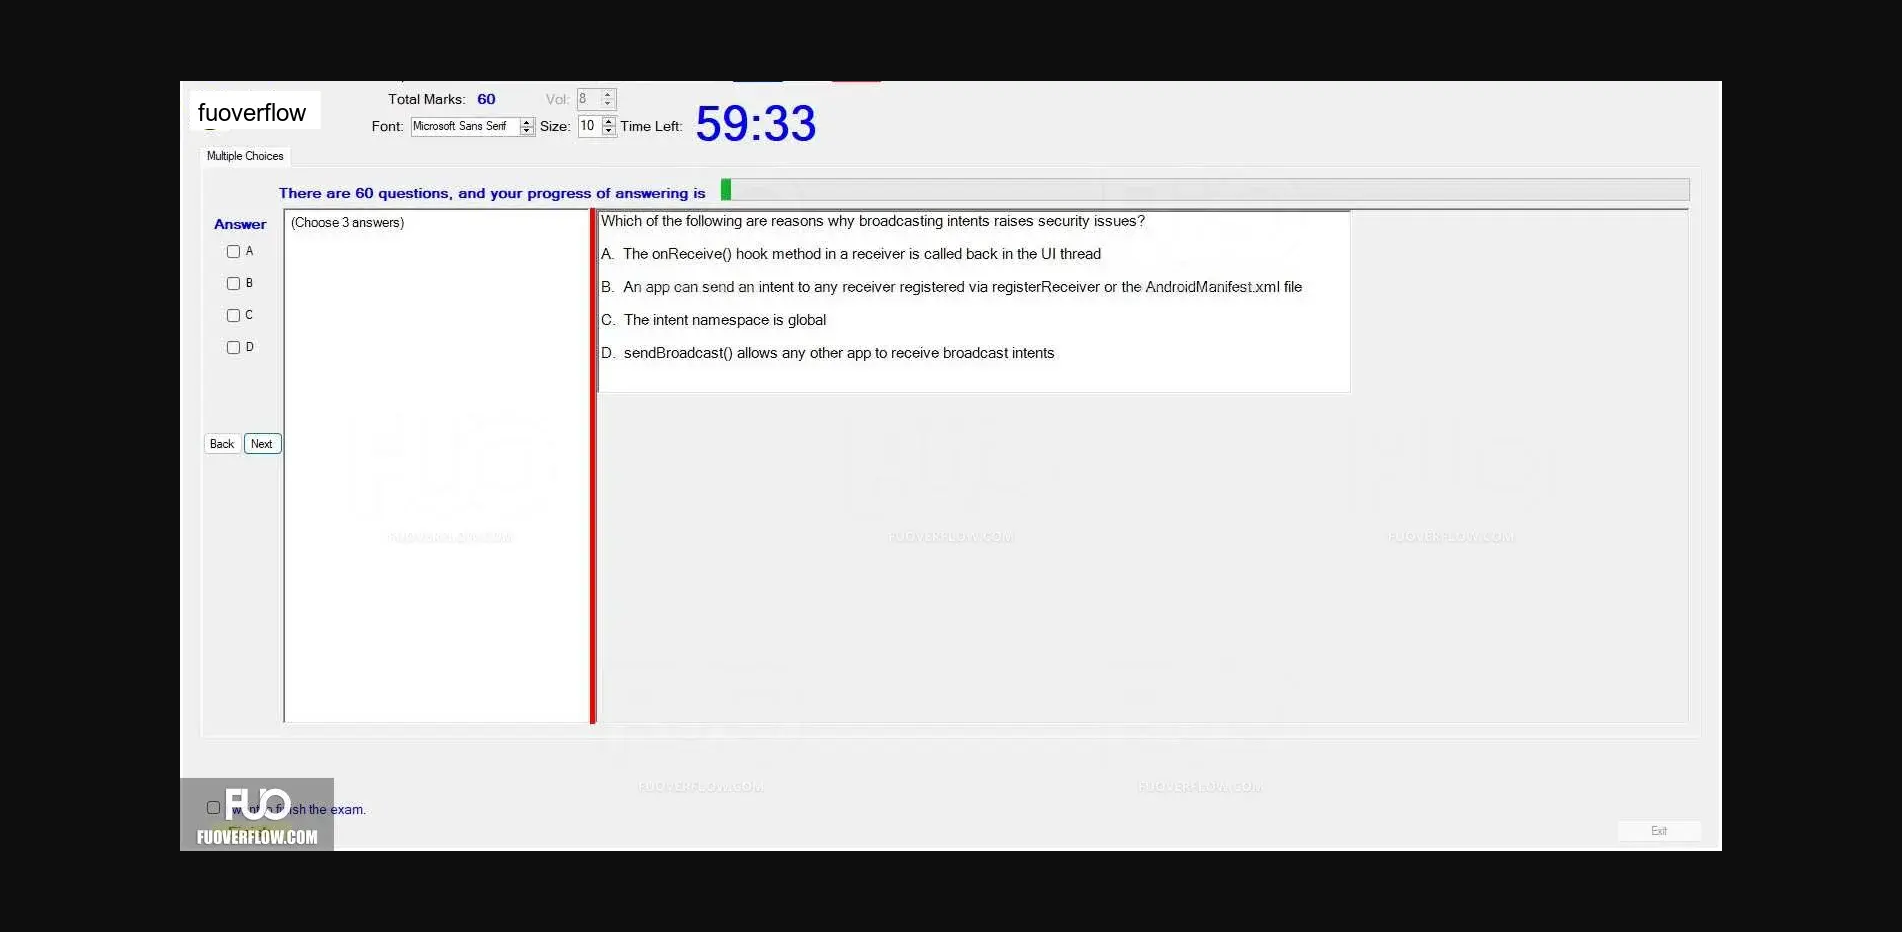 fuoverflow
Total Marks: 60 Vol: 8
Font: Microsoft Sans Serif Size: 10 Time Left: 59:33
Multiple Choices
There are 60 questions, and your progress of answering is
Answer
(Choose 3 answers)
A
B
C
D
Back Next
Which of the following are reasons why broadcasting intents raises security issues?
A. The onReceive() hook method in a receiver is called back in the UI thread
B. An app can send an intent to any receiver registered via registerReceiver or the AndroidManifest.xml file
C. The intent namespace is global
D. sendBroadcast() allows any other app to receive broadcast intents
FUOVERFLOW.COM FUOVERFLOW.COM FUOVERFLOW.COM
FUOVERFLOW.COM FUOVERFLOW.COM
FUO
the exam.
FUOVERFLOW.COM
Exit